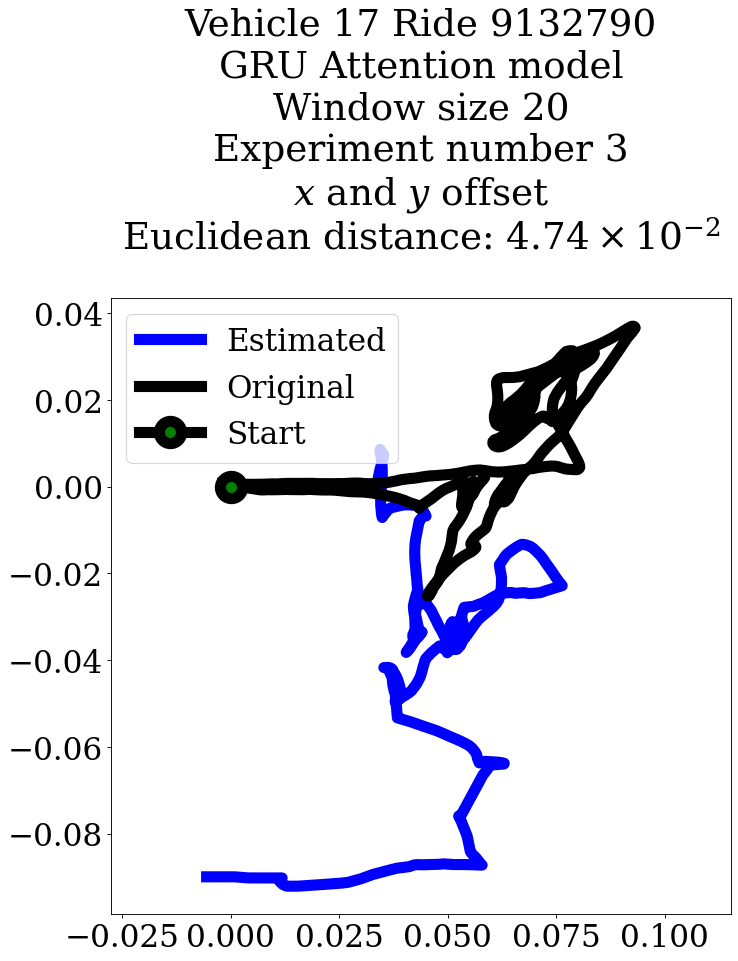 Vehicle 17 Ride 9132790
GRU Attention model
Window size 20
Experiment number 3
x and y offset
Euclidean distance: 4.74 × 10⁻²
0.04
0.02
0.00
−0.02
−0.04
−0.06
−0.08
Estimated
Original
Start
−0.025 0.000 0.025 0.050 0.075 0.100